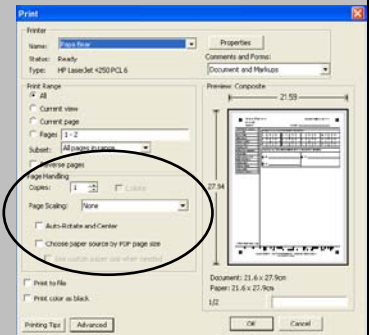 Print
Printer
Name: Papa Bear
Properties
Status: Ready
Type: HP LaserJet 4250 PCL 6
Comments and Forms:
Document and Markups
Print Range
All
Current view
Current page
Pages 1 - 2
Subset: All pages in range
Reverse pages
Page Handling
Copies: 1
Collate
Page Scaling: None
Auto-Rotate and Center
Choose paper source by PDF page size
Use custom paper size when needed
Print to file
Print color as black
Preview: Composite
21.59
27.94
Document: 21.6 x 27.9cm
Paper: 21.6 x 27.9cm
1/2
Printing Tips
Advanced
OK
Cancel